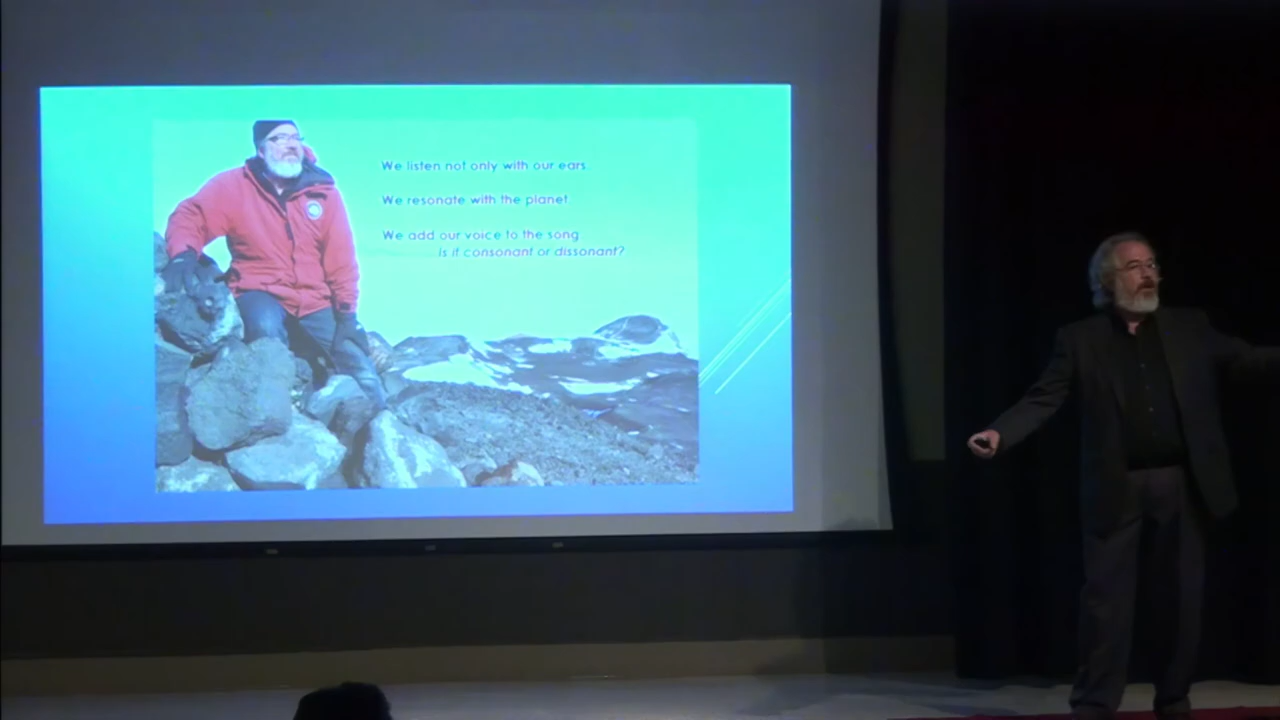 We listen not only with our ears.
We resonate with the planet.
We add our voice to the song
Is it consonant or dissonant?